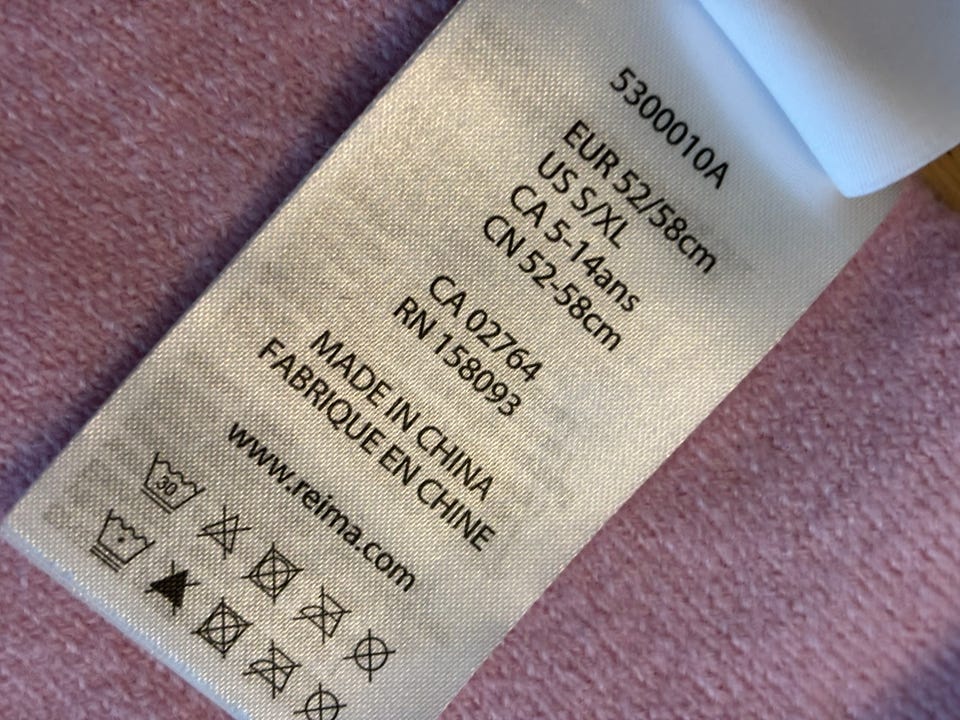 5300010A
EUR 52/58cm
US S/XL
CA 5-14ans
CN 52-58cm
CA 02764
RN 158093
MADE IN CHINA
FABRIQUE EN CHINE
www.reima.com
30